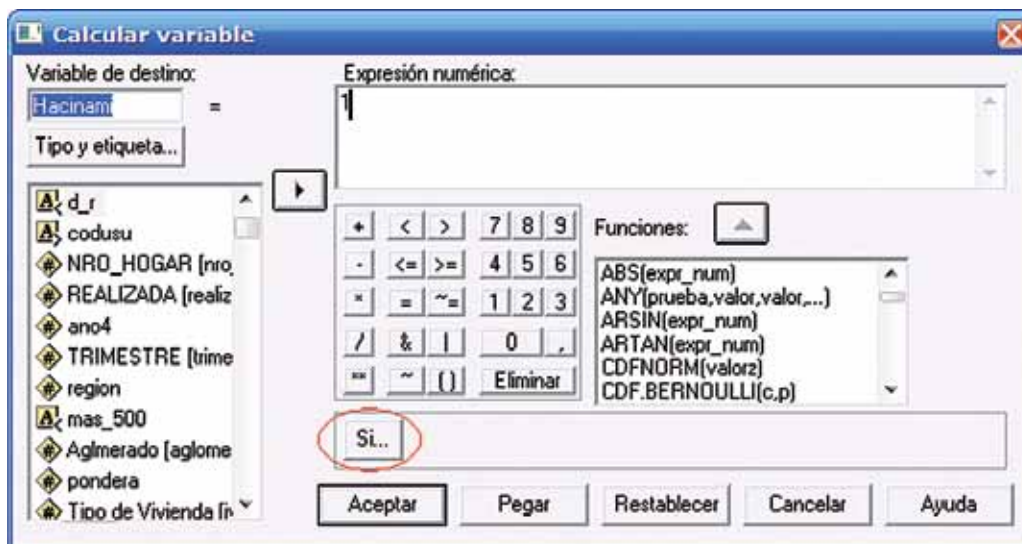 Calcular variable
Variable de destino:
Hacinami
=
Tipo y etiqueta...
Expresión numérica:
1
d_r
codusu
NRO_HOGAR [nro_
REALIZADA [realiz
ano4
TRIMESTRE [trime
region
mas_500
Aglmerado [aglome
pondera
Tipo de Vivienda [iv
+ < > 7 8 9
- <= >= 4 5 6
* = ~= 1 2 3
/ & | 0 ,
** ~ () Eliminar
Funciones:
ABS(expr_num)
ANY(prueba,valor,valor,...)
ARSIN(expr_num)
ARTAN(expr_num)
CDFNORM(valorz)
CDF.BERNOULLI(c,p)
Si...
Aceptar Pegar Restablecer Cancelar Ayuda